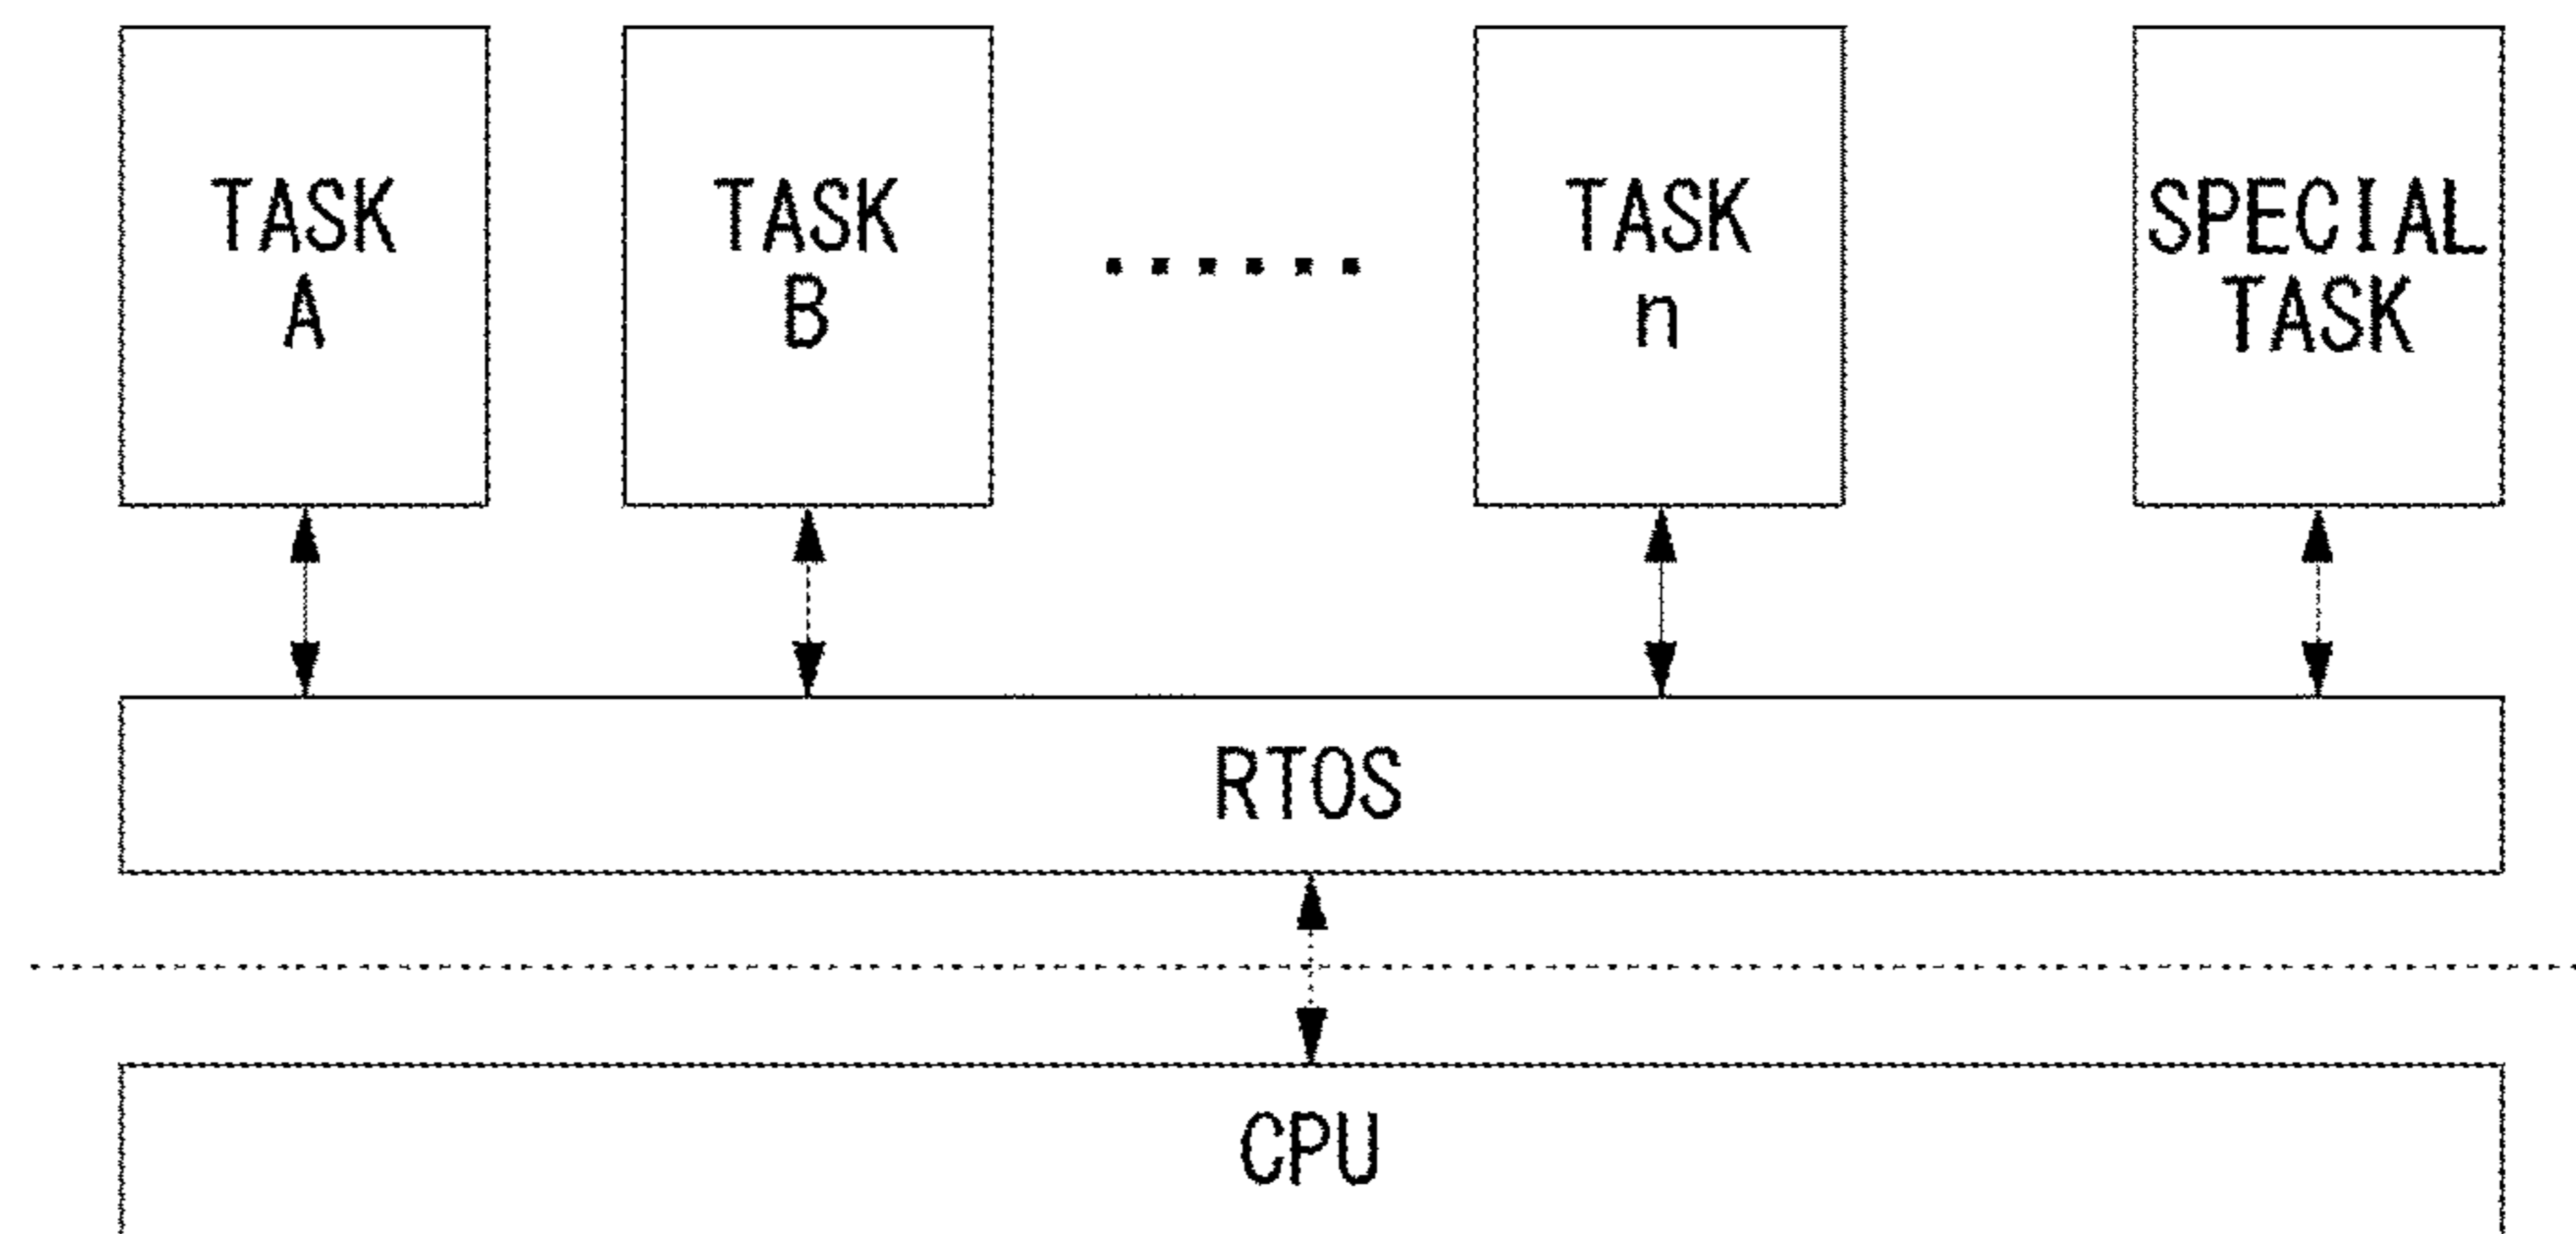 TASK
A
TASK
B
......
TASK
n
SPECIAL
TASK
RTOS
CPU